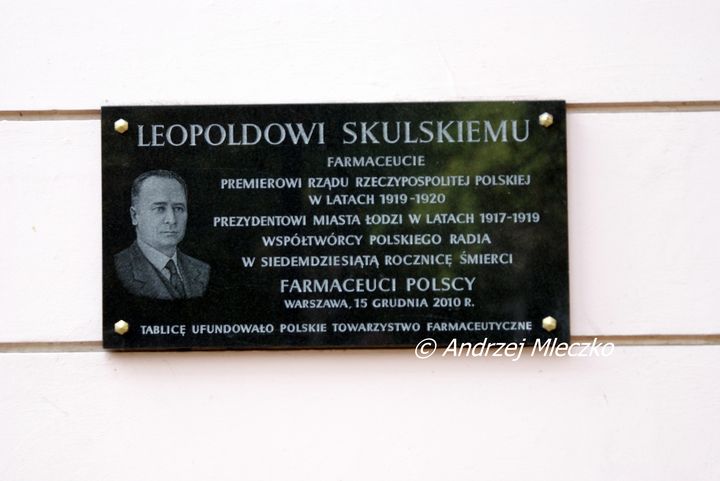 LEOPOLDOWI SKULSKIEMU
FARMACEUCIE
PREMIEROWI RZĄDU RZECZYPOSPOLITEJ POLSKIEJ
W LATACH 1919-1920
PREZYDENTOWI MIASTA ŁODZI W LATACH 1917-1919
WSPÓŁTWÓRCY POLSKIEGO RADIA
W SIEDEMDZIESIĄTĄ ROCZNICĘ ŚMIERCI
FARMACEUCI POLSCY
WARSZAWA, 15 GRUDNIA 2010 R.
TABLICĘ UFUNDOWAŁO POLSKIE TOWARZYSTWO FARMACEUTYCZNE
© Andrzej Mleczko